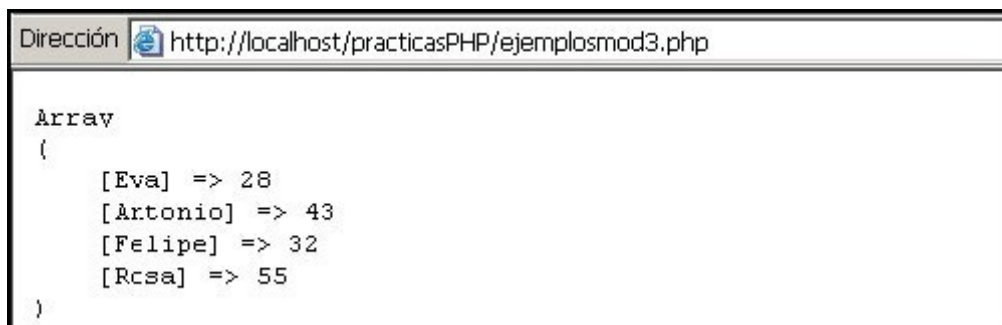 Dirección http://localhost/practicasPHP/ejemplosmod3.php
Array
(
[Eva] => 28
[Antonio] => 43
[Felipe] => 32
[Rosa] => 55
)